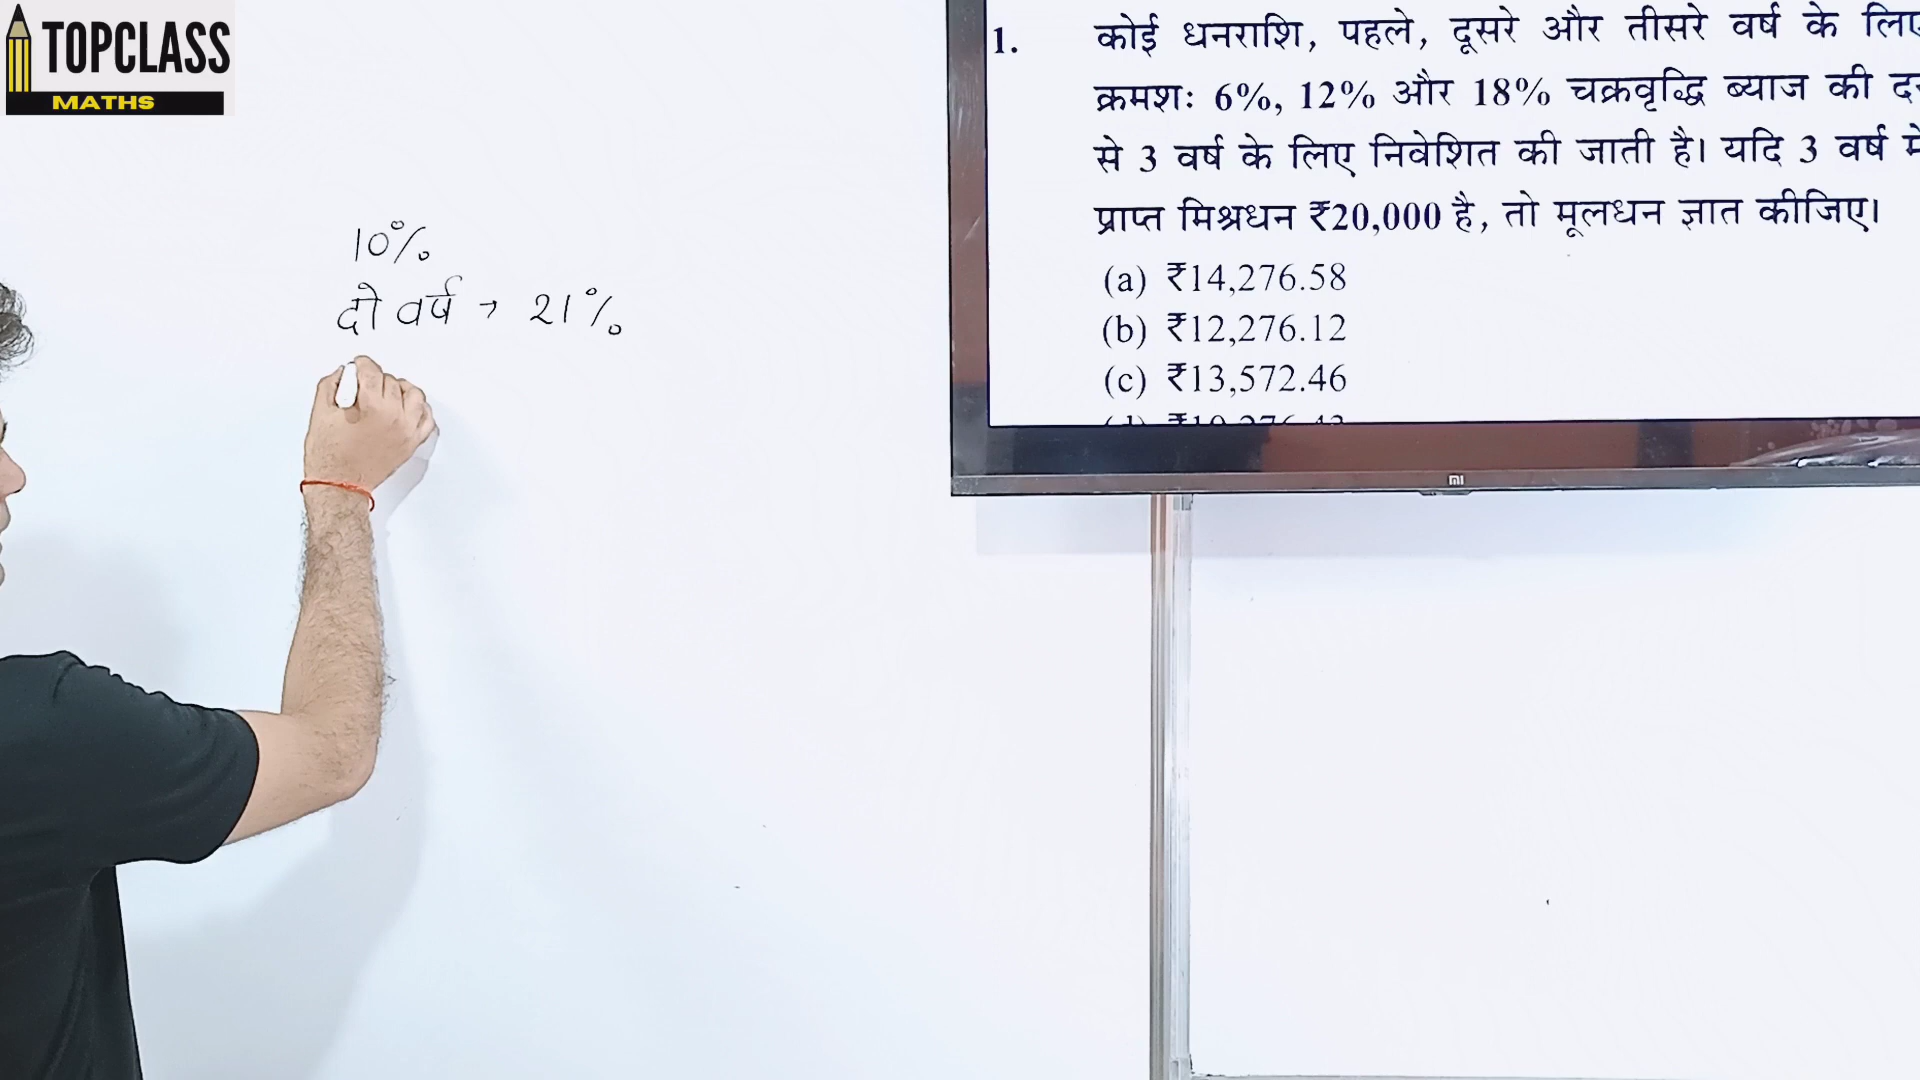 TOPCLASS
MATHS
10%
दो वर्ष → 21%
1. कोई धनराशि, पहले, दूसरे और तीसरे वर्ष के लिए
क्रमशः 6%, 12% और 18% चक्रवृद्धि ब्याज की
से 3 वर्ष के लिए निवेशित की जाती है। यदि 3 वर्ष में
प्राप्त मिश्रधन ₹20,000 है, तो मूलधन ज्ञात कीजिए।
(a) ₹14,276.58
(b) ₹12,276.12
(c) ₹13,572.46
mi